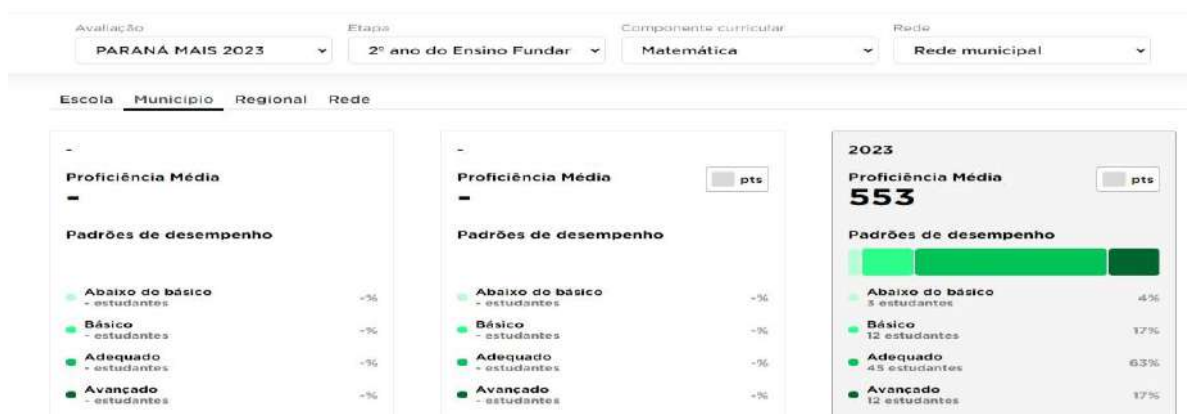 Avaliação
PARANÁ MAIS 2023
Etapa
2º ano do Ensino Fundar
Componente curricular
Matemática
Rede
Rede municipal
Escola Município Regional Rede
-
Proficiência Média
-
Padrões de desempenho
Abaixo do básico
- estudantes
-%
Básico
- estudantes
-%
Adequado
- estudantes
-%
Avançado
- estudantes
-%
-
Proficiência Média
pts
-
Padrões de desempenho
Abaixo do básico
- estudantes
-%
Básico
- estudantes
-%
Adequado
- estudantes
-%
Avançado
- estudantes
-%
2023
Proficiência Média
pts
553
Padrões de desempenho
Abaixo do básico
3 estudantes
4%
Básico
12 estudantes
17%
Adequado
45 estudantes
63%
Avançado
12 estudantes
17%